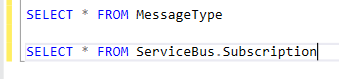 SELECT * FROM MessageType
SELECT * FROM ServiceBus.Subscription